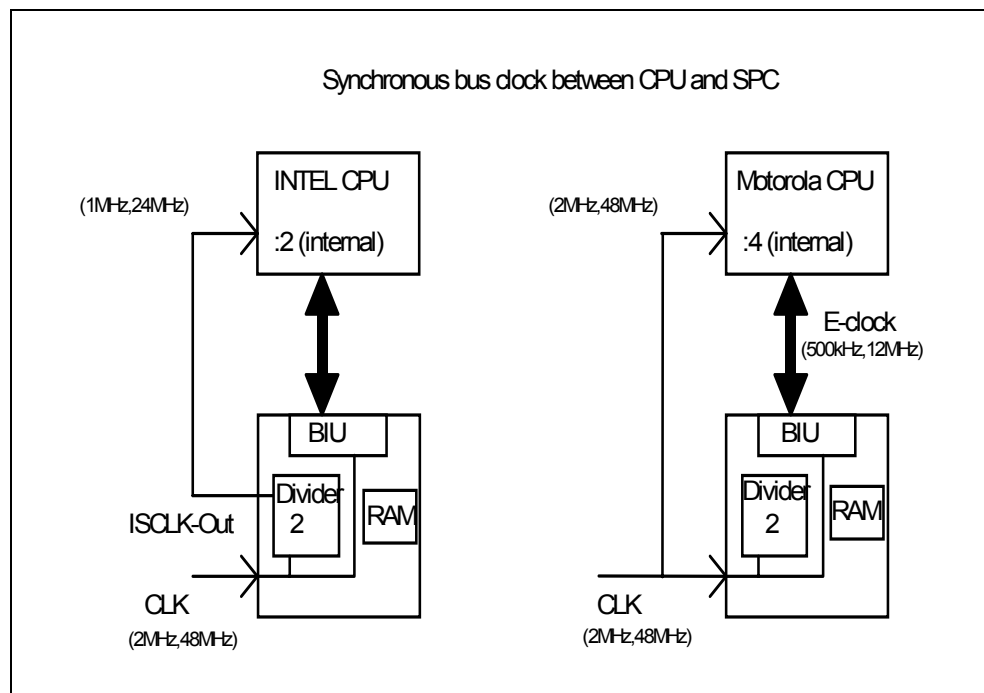 Synchronous bus clock between CPU and SPC
INTEL CPU
:2 (internal)
(1MHz,24MHz)
BIU
Divider
2
RAM
ISCLK-Out
CLK
(2MHz,48MHz)
Motorola CPU
:4 (internal)
(2MHz,48MHz)
E-clock
(500kHz,12MHz)
BIU
Divider
2
RAM
CLK
(2MHz,48MHz)